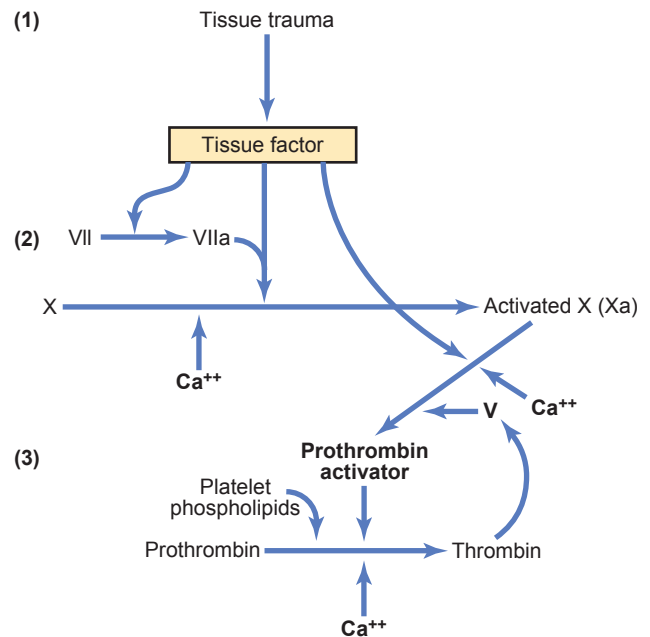 (1)
Tissue trauma
Tissue factor
(2)
VII
VIIa
X
Activated X (Xa)
Ca++
Ca++
V
(3)
Prothrombin
activator
Platelet
phospholipids
Prothrombin
Thrombin
Ca++